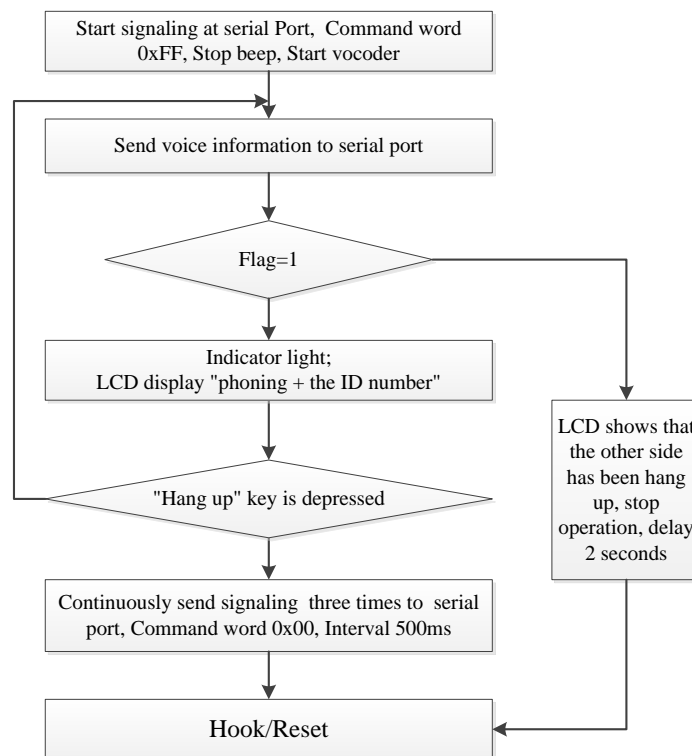 Start signaling at serial Port,  Command word
0xFF, Stop beep, Start vocoder
Send voice information to serial port
Flag=1
Indicator light;
LCD display "phoning + the ID number"
LCD shows that
the other side
has been hang
up, stop
operation, delay
2 seconds
"Hang up" key is depressed
Continuously send signaling  three times to  serial
port, Command word 0x00, Interval 500ms
Hook/Reset